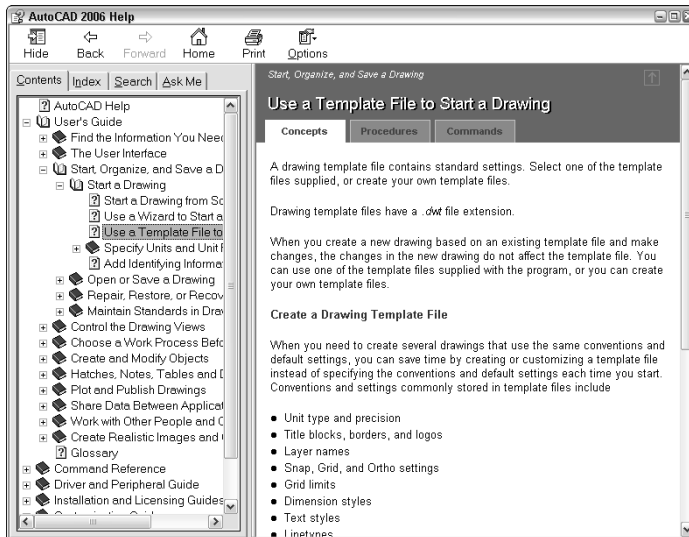 AutoCAD 2006 Help
Hide Back Forward Home Print Options
Contents Index Search Ask Me
AutoCAD Help
User's Guide
Find the Information You Need
The User Interface
Start, Organize, and Save a D
Start a Drawing
Start a Drawing from Sc
Use a Wizard to Start a
Use a Template File to
Specify Units and Unit F
Add Identifying Informa
Open or Save a Drawing
Repair, Restore, or Recov
Maintain Standards in Draw
Control the Drawing Views
Choose a Work Process Befo
Create and Modify Objects
Hatches, Notes, Tables and D
Plot and Publish Drawings
Share Data Between Applicat
Work with Other People and O
Create Realistic Images and
Glossary
Command Reference
Driver and Peripheral Guide
Installation and Licensing Guides
Start, Organize, and Save a Drawing
Use a Template File to Start a Drawing
Concepts Procedures Commands
A drawing template file contains standard settings. Select one of the template
files supplied, or create your own template files.
Drawing template files have a .dwt file extension.
When you create a new drawing based on an existing template file and make
changes, the changes in the new drawing do not affect the template file. You
can use one of the template files supplied with the program, or you can create
your own template files.
Create a Drawing Template File
When you need to create several drawings that use the same conventions and
default settings, you can save time by creating or customizing a template file
instead of specifying the conventions and default settings each time you start.
Conventions and settings commonly stored in template files include
Unit type and precision
Title blocks, borders, and logos
Layer names
Snap, Grid, and Ortho settings
Grid limits
Dimension styles
Text styles
Linetypes